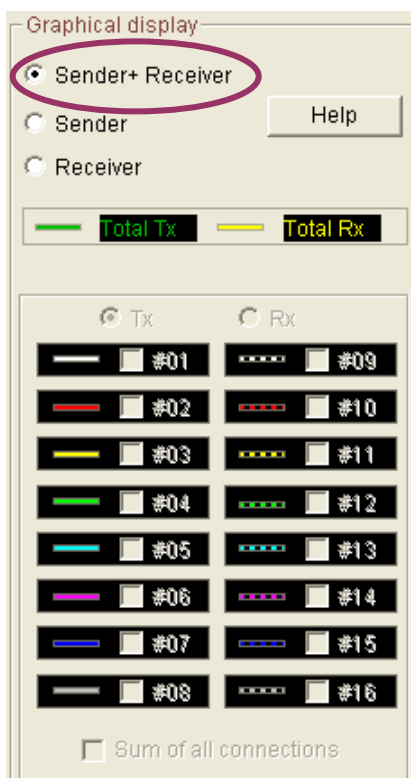 Graphical display
Sender+ Receiver
Sender
Help
Receiver
Total Tx Total Rx
Tx Rx
#01 #09
#02 #10
#03 #11
#04 #12
#05 #13
#06 #14
#07 #15
#08 #16
Sum of all connections